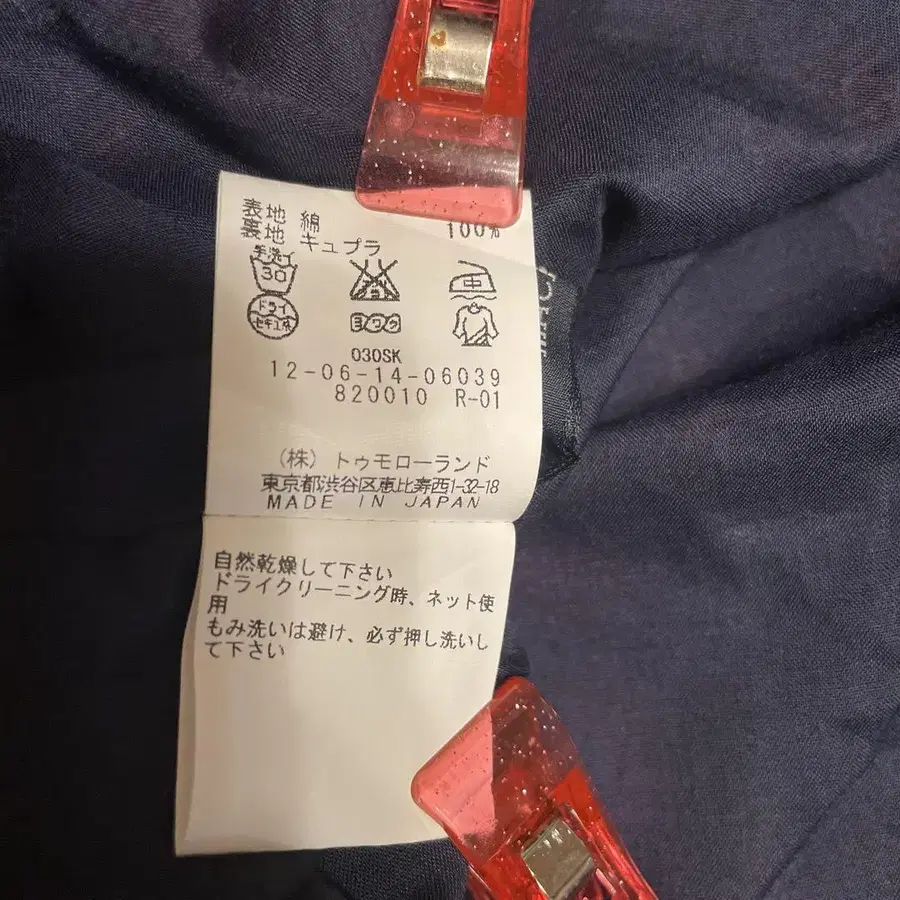 表地 綿 100%
裏地 キュプラ
手洗イ
30
中
ドライ
セキユ系
ヨワク
030SK
12-06-14-06039
820010 R-01
(株) トゥモローランド
東京都渋谷区恵比寿西1-32-18
MADE IN JAPAN
自然乾燥して下さい
ドライクリーニング時、ネット使
用
もみ洗いは避け、必ず押し洗いし
て下さい